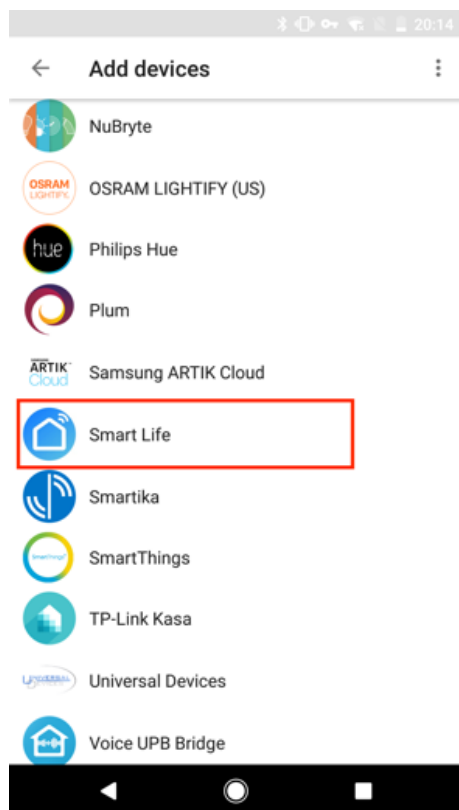 20:14
Add devices
NuBryte
OSRAM
LIGHTIFY
OSRAM LIGHTIFY (US)
hue
Philips Hue
Plum
ARTIK
Cloud
Samsung ARTIK Cloud
Smart Life
Smartika
SmartThings
SmartThings
TP-Link Kasa
Universal Devices
Voice UPB Bridge